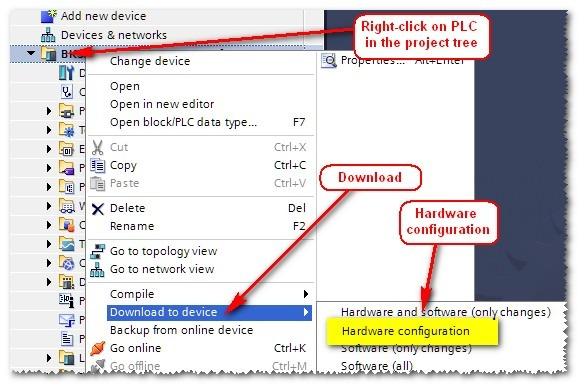 Add new device
Devices & networks
Right-click on PLC
in the project tree
Change device
Properties... Alt+Enter
Open
Open in new editor
Open block/PLC data type... F7
Cut Ctrl+X
Copy Ctrl+C
Paste Ctrl+V
Download
Delete Del
Rename F2
Hardware
configuration
Go to topology view
Go to network view
Compile
Download to device
Hardware and software (only changes)
Backup from online device
Hardware configuration
Go online Ctrl+K
Software (only changes)
Go offline Ctrl+M
Software (all)